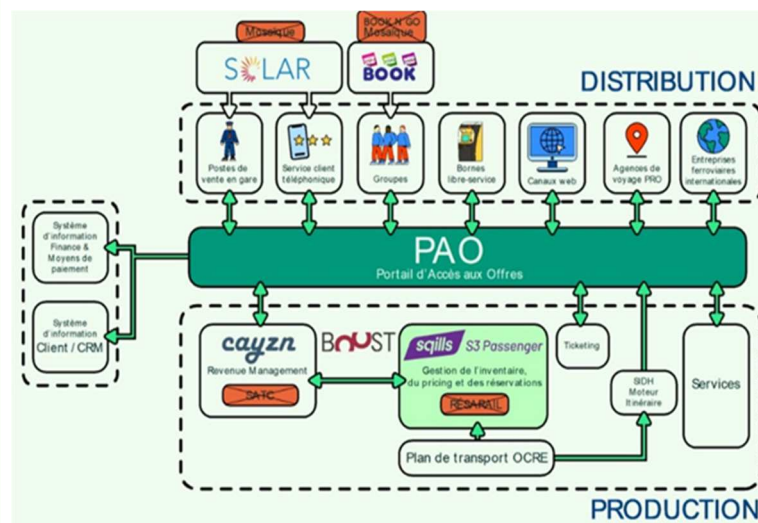 Mosaïque
BOOK N GO
Mosaïque
SOLAR
BOOK
DISTRIBUTION
Postes de
vente en gare
Service client
téléphonique
Groupes
Bornes
libre-service
Canaux web
Agences de
voyage PRO
Entreprises
ferroviaires
internationales
Système
d'information
Finance &
Moyens de
paiement
PAO
Portail d'Accès aux Offres
Système
d'information
Client / CRM
cayzn
Revenue Management
SATC
BOUST
sqills S3 Passenger
Gestion de l'inventaire,
du pricing et des réservations
RESARAIL
Ticketing
SIDH
Moteur
Itinéraire
Services
Plan de transport OCRE
PRODUCTION